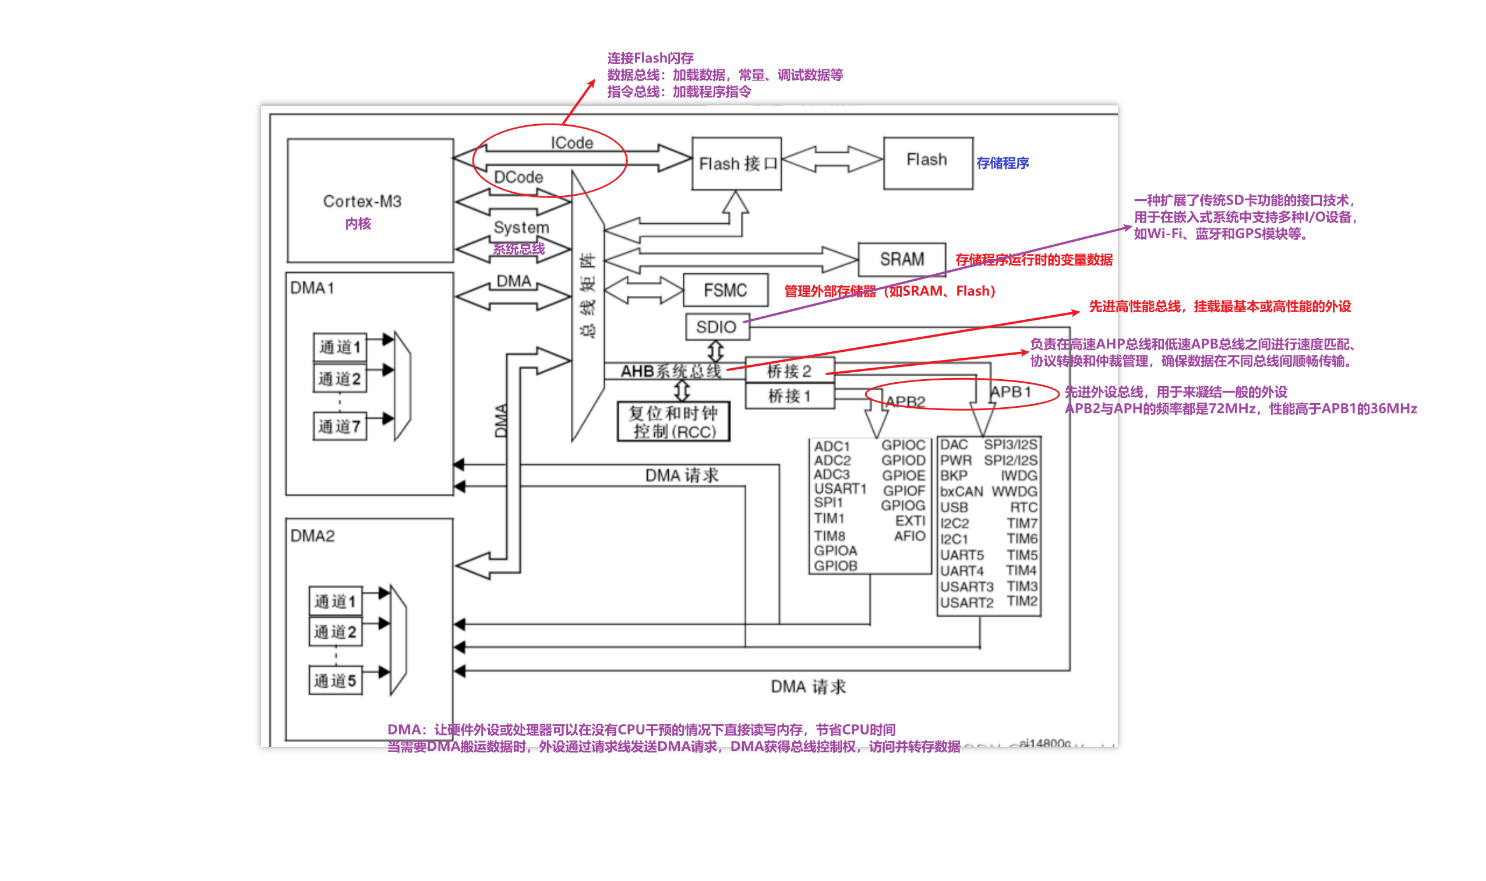 连接Flash闪存
数据总线：加载数据，常量、调试数据等
指令总线：加载程序指令
ICode
Flash 接口
Flash
存储程序
Cortex-M3
内核
DCode
System
系统总线
DMA
总线矩阵
SRAM
存储程序运行时的变量数据
一种扩展了传统SD卡功能的接口技术，
用于在嵌入式系统中支持多种I/O设备，
如Wi-Fi、蓝牙和GPS模块等。
FSMC
管理外部存储器（如SRAM、Flash）
SDIO
先进高性能总线，挂载最基本或高性能的外设
AHB系统总线
桥接2
桥接1
负责在高速AHP总线和低速APB总线之间进行速度匹配、
协议转换和仲裁管理，确保数据在不同总线间顺畅传输。
APB2
APB1
先进外设总线，用于来凝结一般的外设
APB2与APH的频率都是72MHz，性能高于APB1的36MHz
复位和时钟
控制(RCC)
DMA1
通道1
通道2
通道7
DMA
DMA 请求
ADC1 GPIOC
ADC2 GPIOD
ADC3 GPIOE
USART1 GPIOF
SPI1 GPIOG
TIM1 EXTI
TIM8 AFIO
GPIOA
GPIOB
DAC SPI3/I2S
PWR SPI2/I2S
BKP IWDG
bxCAN WWDG
USB RTC
I2C2 TIM7
I2C1 TIM6
UART5 TIM5
UART4 TIM4
USART3 TIM3
USART2 TIM2
DMA2
通道1
通道2
通道5
DMA 请求
DMA：让硬件外设或处理器可以在没有CPU干预的情况下直接读写内存，节省CPU时间
当需要DMA搬运数据时，外设通过请求线发送DMA请求，DMA获得总线控制权，访问并转存数据
ai14800c